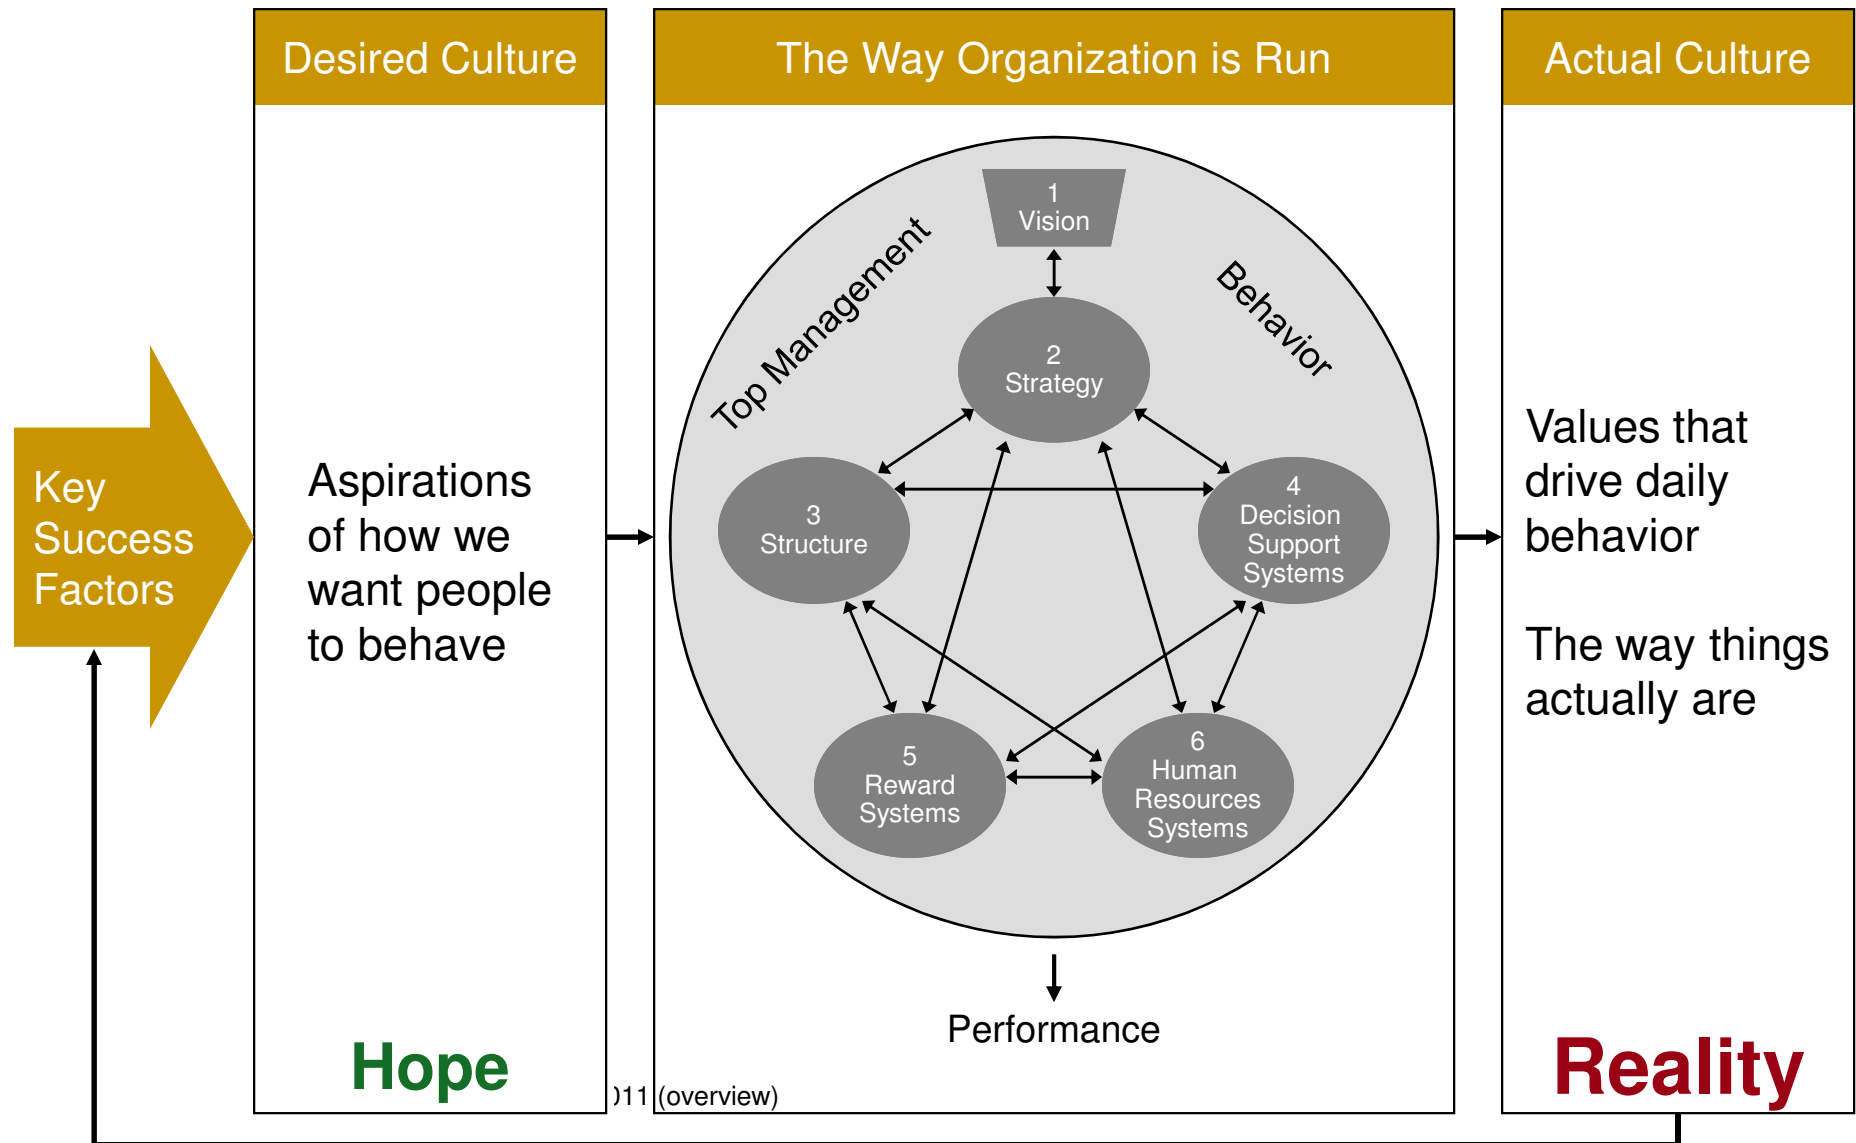 Desired Culture
The Way Organization is Run
Actual Culture
Key
Success
Factors
Aspirations
of how we
want people
to behave
Hope
Top Management
Behavior
1
Vision
2
Strategy
3
Structure
4
Decision
Support
Systems
5
Reward
Systems
6
Human
Resources
Systems
Performance
011 (overview)
Values that
drive daily
behavior
The way things
actually are
Reality